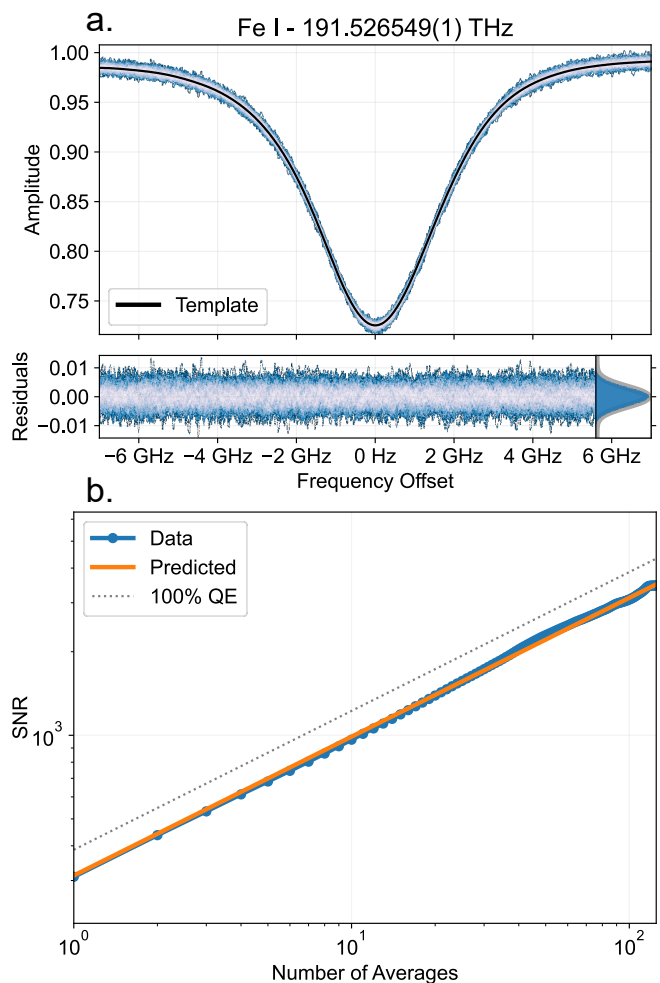 a.
Fe I - 191.526549(1) THz
1.00
0.95
0.90
0.85
0.80
0.75
Amplitude
Template
0.01
0.00
−0.01
Residuals
−6 GHz −4 GHz −2 GHz 0 Hz 2 GHz 4 GHz 6 GHz
Frequency Offset
b.
Data
Predicted
100% QE
SNR
10³
10⁰ 10¹ 10²
Number of Averages